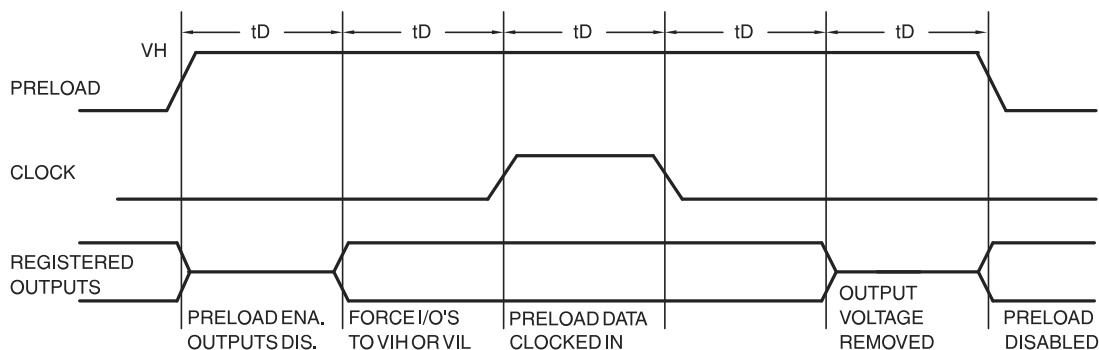 tD tD tD tD tD
VH
PRELOAD
CLOCK
REGISTERED
OUTPUTS
PRELOAD ENA.
OUTPUTS DIS.
FORCE I/O'S
TO VIH OR VIL
PRELOAD DATA
CLOCKED IN
OUTPUT
VOLTAGE
REMOVED
PRELOAD
DISABLED